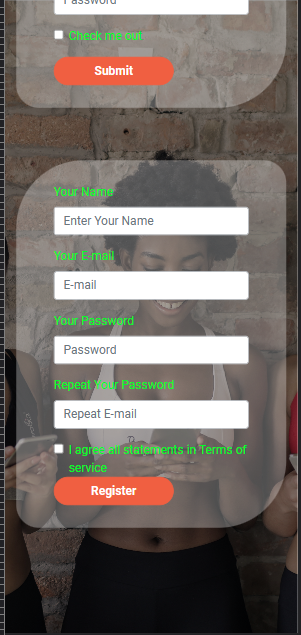 Password
Check me out
Submit
Your Name
Enter Your Name
Your E-mail
E-mail
Your Password
Password
Repeat Your Password
Repeat E-mail
I agree all statements in Terms of
service
Register